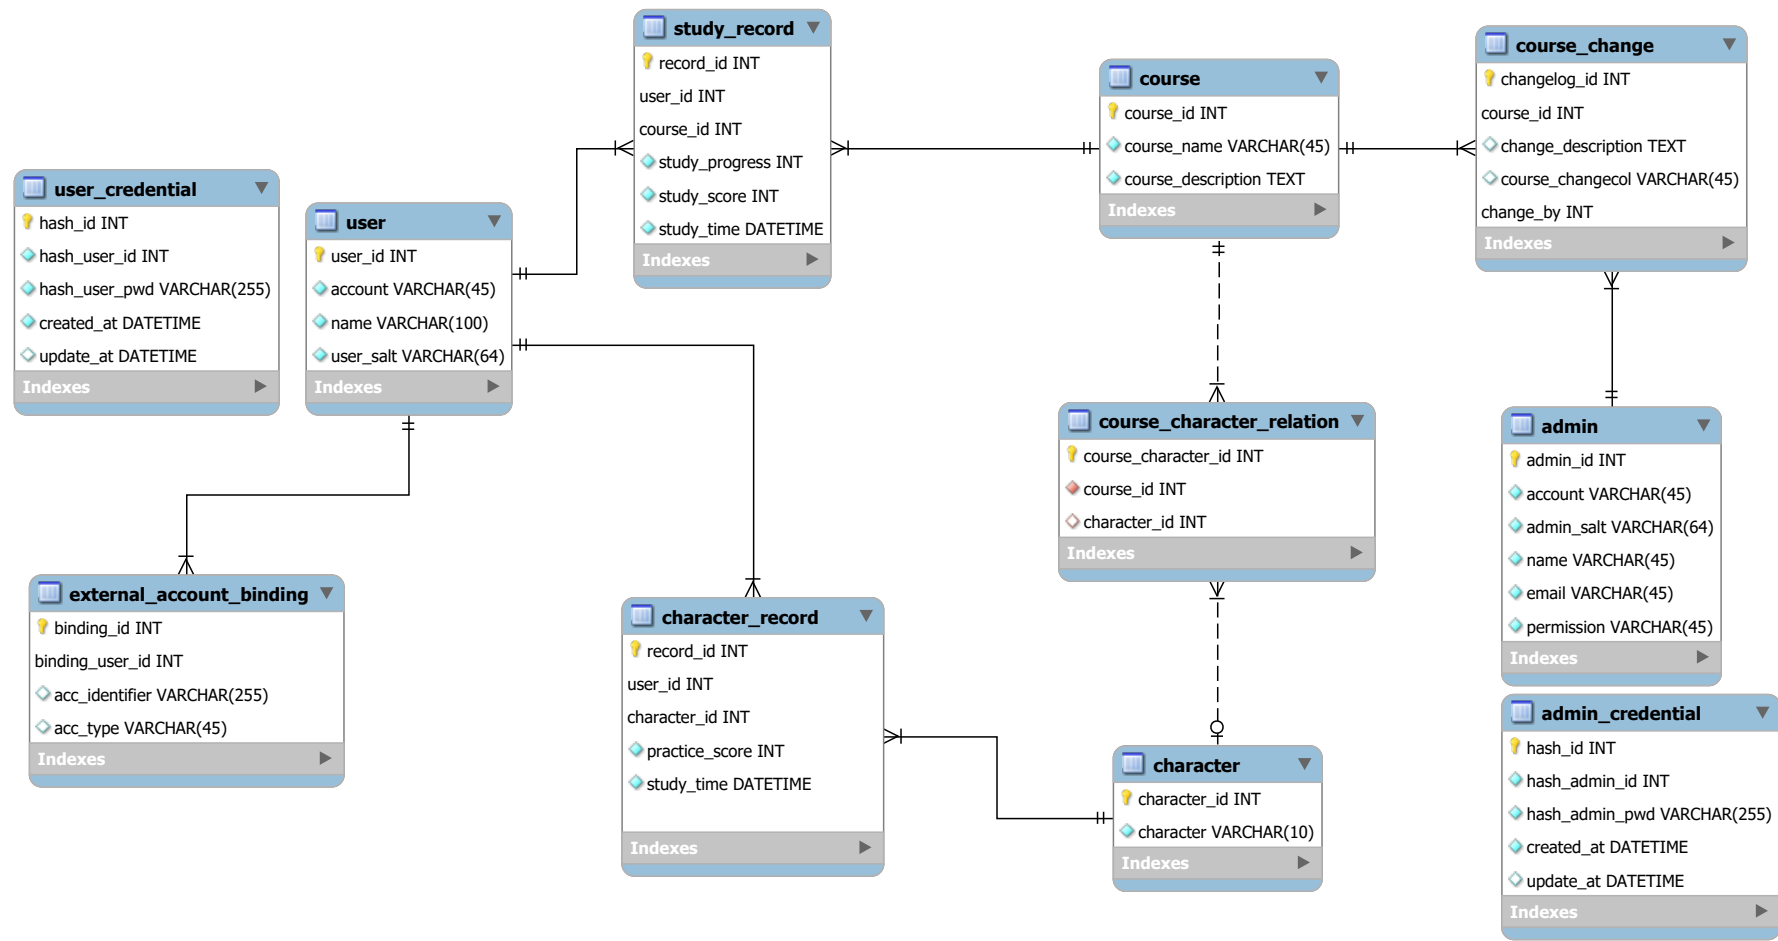 study_record
record_id INT
user_id INT
course_id INT
study_progress INT
study_score INT
study_time DATETIME
Indexes
course
course_id INT
course_name VARCHAR(45)
course_description TEXT
Indexes
course_change
changelog_id INT
course_id INT
change_description TEXT
course_changecol VARCHAR(45)
change_by INT
Indexes
user_credential
hash_id INT
hash_user_id INT
hash_user_pwd VARCHAR(255)
created_at DATETIME
update_at DATETIME
Indexes
user
user_id INT
account VARCHAR(45)
name VARCHAR(100)
user_salt VARCHAR(64)
Indexes
course_character_relation
course_character_id INT
course_id INT
character_id INT
Indexes
admin
admin_id INT
account VARCHAR(45)
admin_salt VARCHAR(64)
name VARCHAR(45)
email VARCHAR(45)
permission VARCHAR(45)
Indexes
external_account_binding
binding_id INT
binding_user_id INT
acc_identifier VARCHAR(255)
acc_type VARCHAR(45)
Indexes
character_record
record_id INT
user_id INT
character_id INT
practice_score INT
study_time DATETIME
Indexes
character
character_id INT
character VARCHAR(10)
Indexes
admin_credential
hash_id INT
hash_admin_id INT
hash_admin_pwd VARCHAR(255)
created_at DATETIME
update_at DATETIME
Indexes